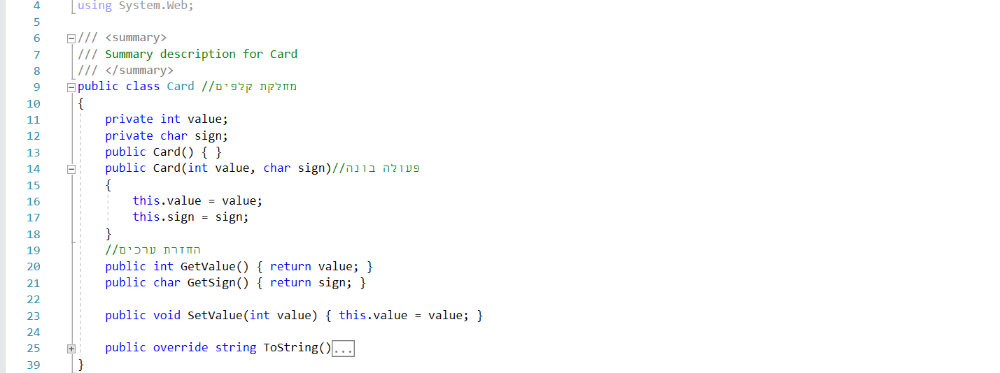 4 using System.Web;
5
6 /// <summary>
7 /// Summary description for Card
8 /// </summary>
9 public class Card //מחלקת קלפים
10 {
11 private int value;
12 private char sign;
13 public Card() { }
14 public Card(int value, char sign)//פעולה בונה
15 {
16 this.value = value;
17 this.sign = sign;
18 }
19 //החזרת ערכים
20 public int GetValue() { return value; }
21 public char GetSign() { return sign; }
22
23 public void SetValue(int value) { this.value = value; }
24
25 public override string ToString()...
39 }